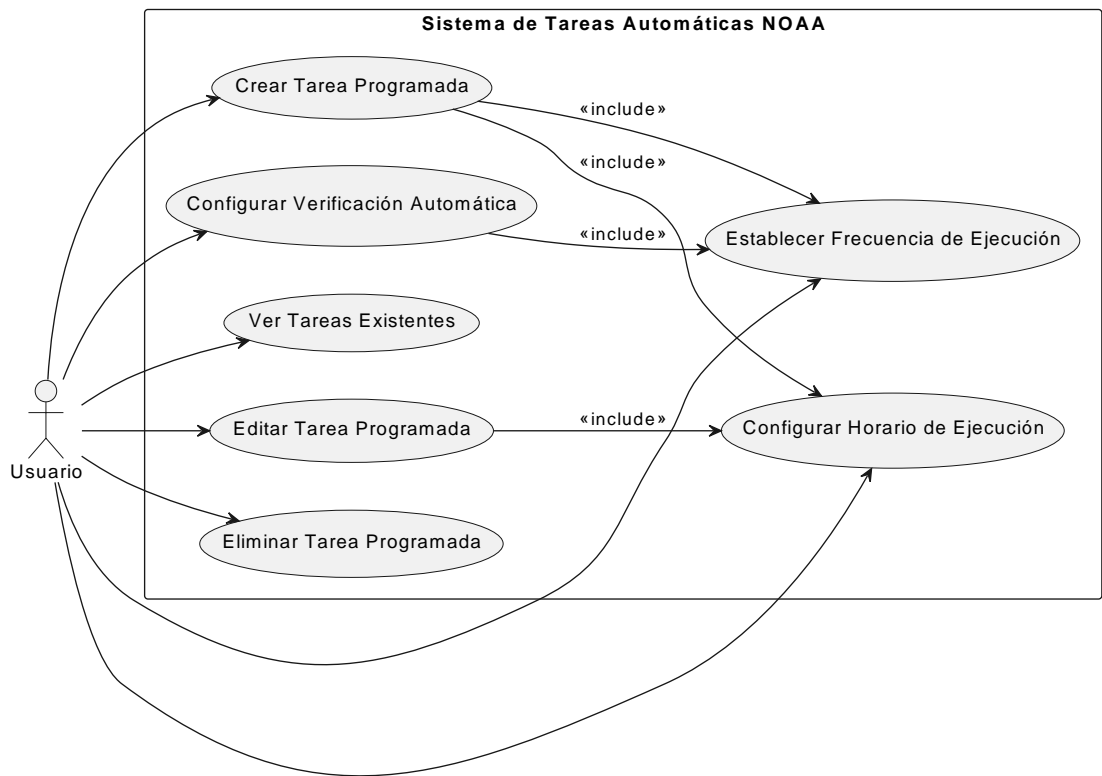 Sistema de Tareas Automáticas NOAA
Crear Tarea Programada
«include»
«include»
Configurar Verificación Automática
«include»
Establecer Frecuencia de Ejecución
Ver Tareas Existentes
Editar Tarea Programada
«include»
Configurar Horario de Ejecución
Usuario
Eliminar Tarea Programada